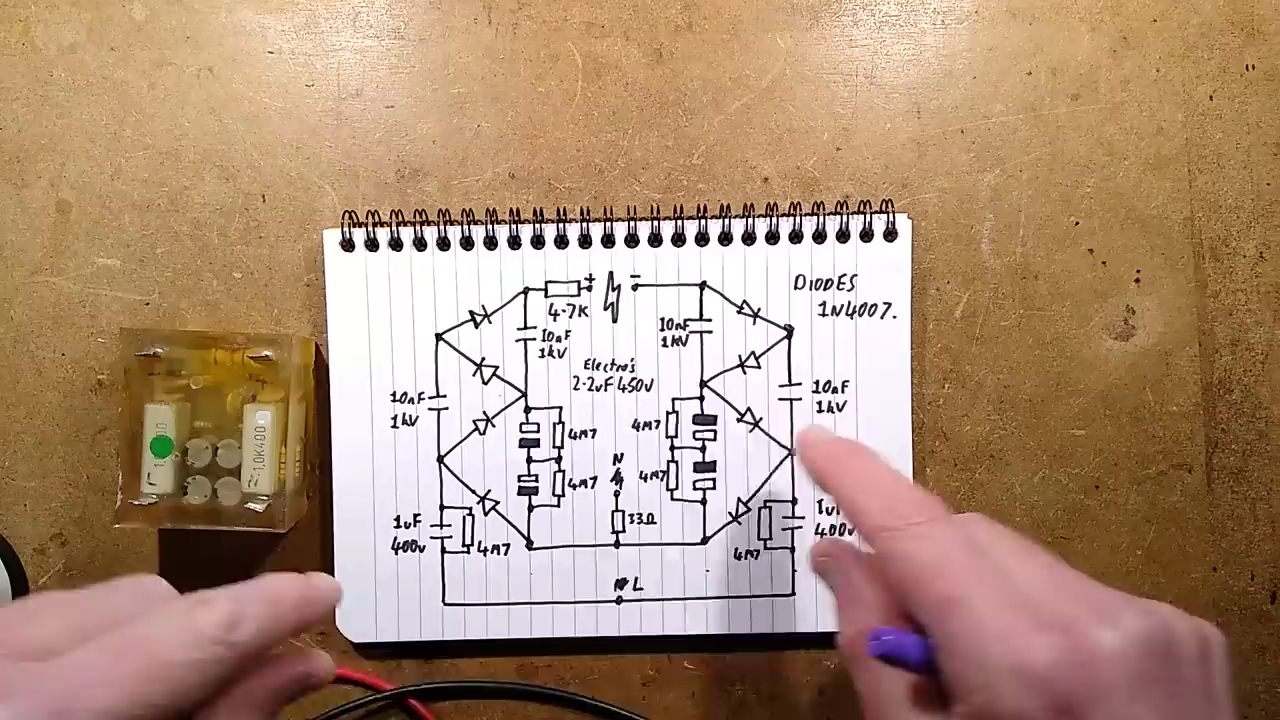 DIODES
1N4007.
+
-
4.7K
10nF
1kV
10nF
1kV
Electro's
2.2uF 450V
10nF
1kV
10nF
1kV
4M7
4M7
4M7
4M7
N
33Ω
1uF
400v
4M7
4M7
400v
L